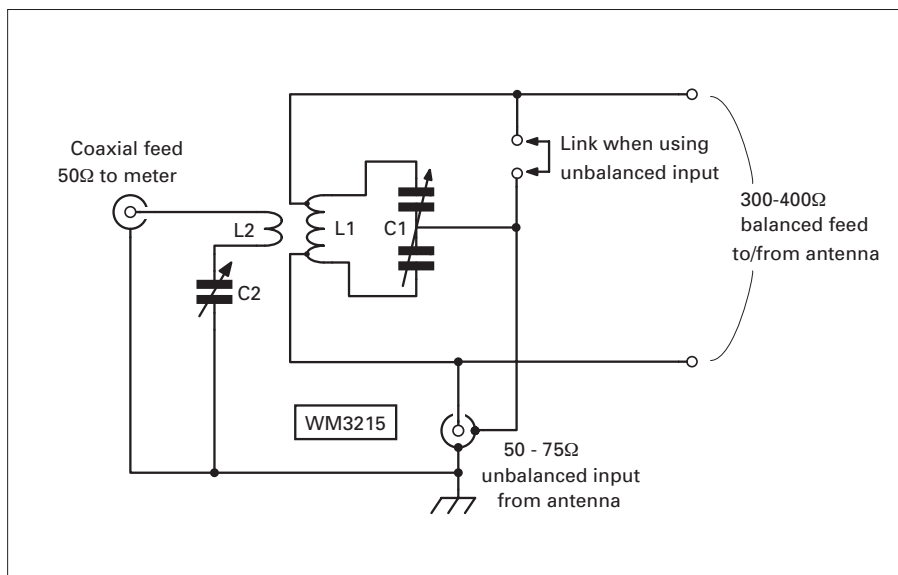 Coaxial feed
50Ω to meter
L2
L1
C1
C2
Link when using
unbalanced input
300-400Ω
balanced feed
to/from antenna
WM3215
50 - 75Ω
unbalanced input
from antenna